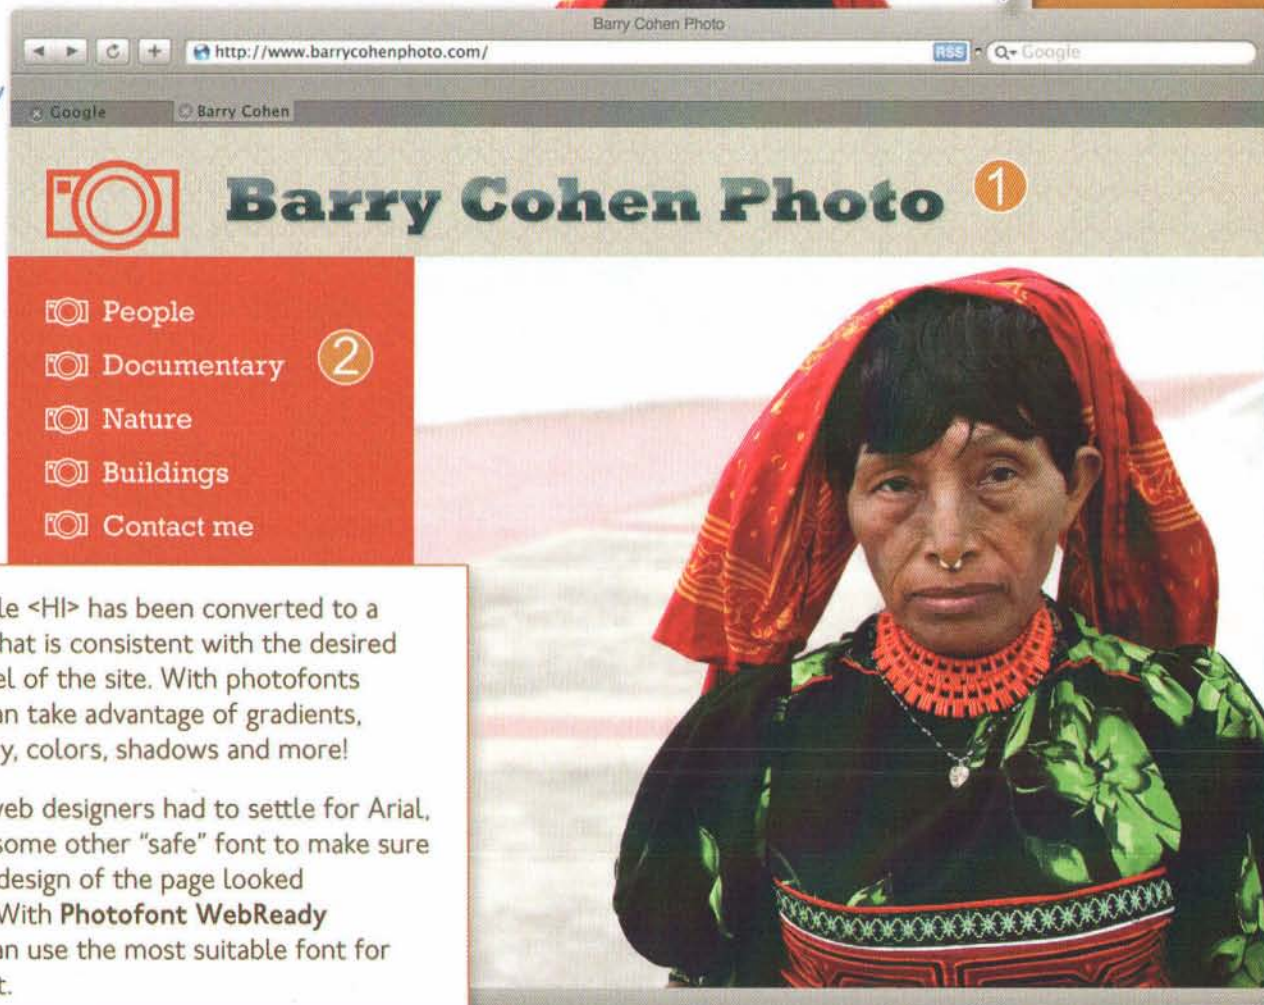 Barry Cohen Photo
http://www.barrycohenphoto.com/
RSS
Google
Google
Barry Cohen
Barry Cohen Photo
1
People
Documentary
2
Nature
Buildings
Contact me
le <HI> has been converted to a
hat is consistent with the desired
el of the site. With photofonts
an take advantage of gradients,
y, colors, shadows and more!
veb designers had to settle for Arial,
some other “safe” font to make sure
design of the page looked
With Photofont WebReady
an use the most suitable font for
t.